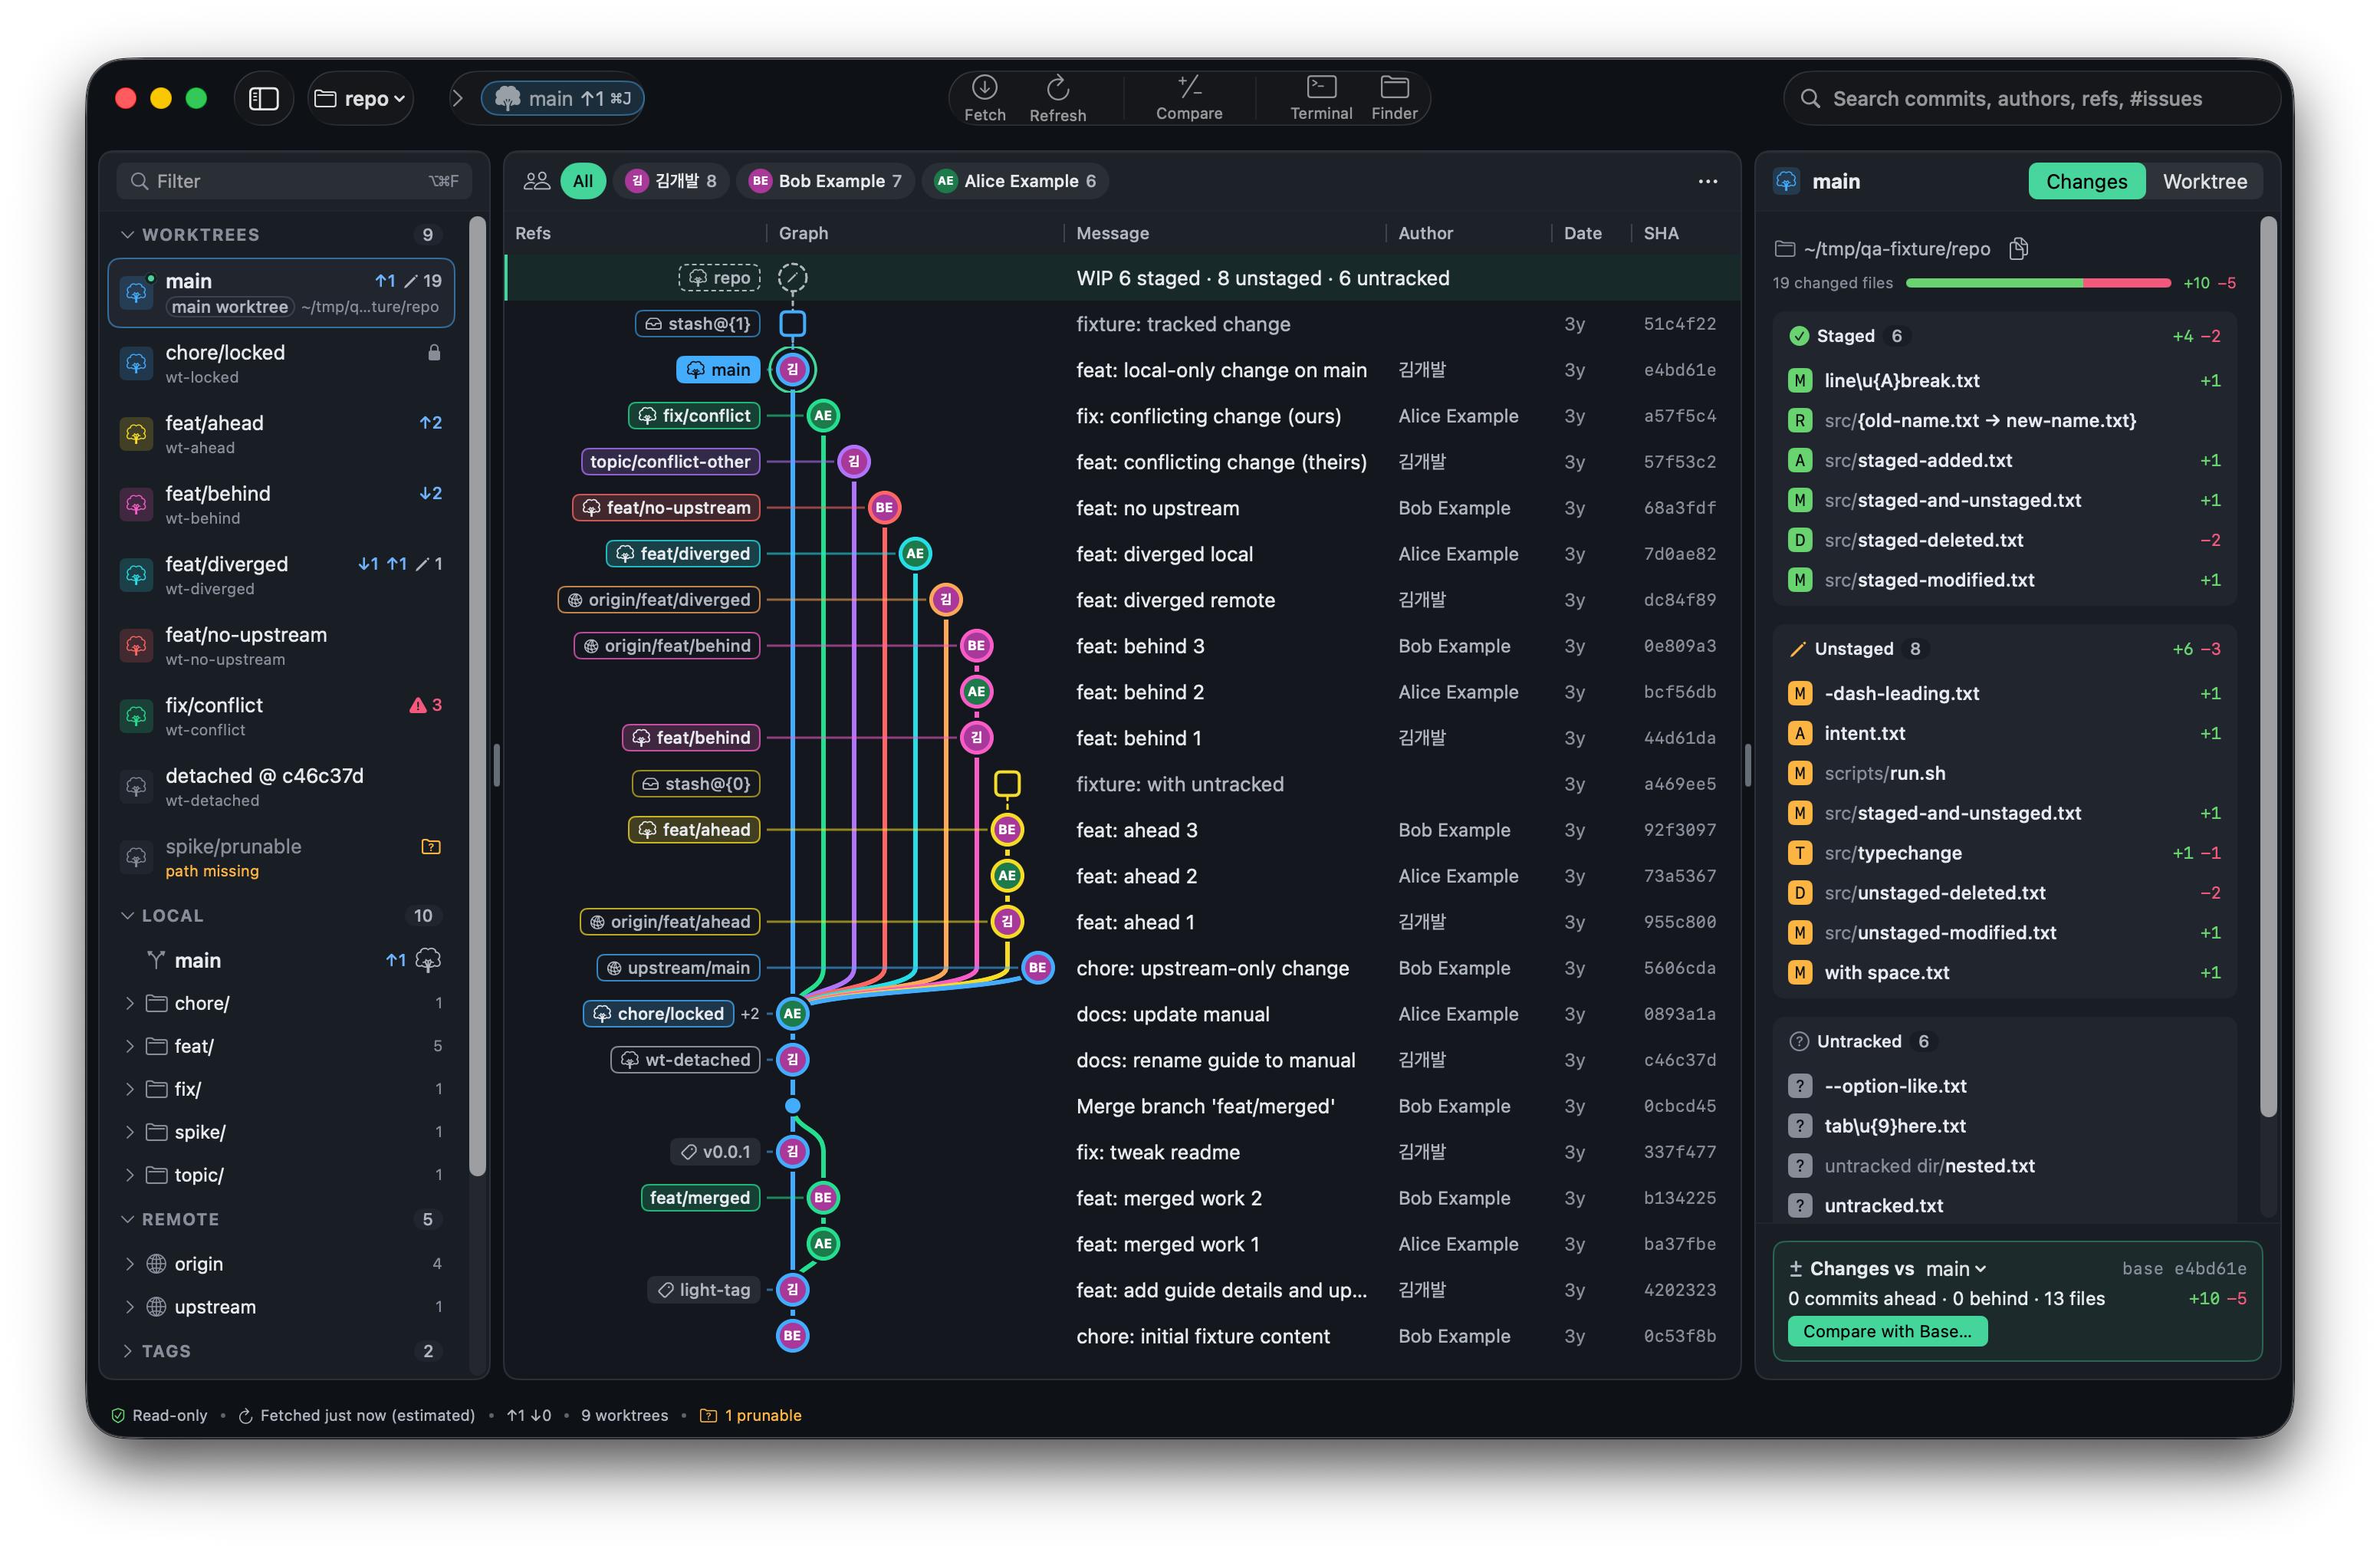 repo
main ↑1 ⌘J
Fetch
Refresh
Compare
Terminal
Finder
Search commits, authors, refs, #issues
Filter ⌥⌘F
WORKTREES 9
main ↑1 19
main worktree ~/tmp/q...ture/repo
chore/locked
wt-locked
feat/ahead ↑2
wt-ahead
feat/behind ↓2
wt-behind
feat/diverged ↓1 ↑1 1
wt-diverged
feat/no-upstream
wt-no-upstream
fix/conflict 3
wt-conflict
detached @ c46c37d
wt-detached
spike/prunable
path missing
LOCAL 10
main ↑1
chore/ 1
feat/ 5
fix/ 1
spike/ 1
topic/ 1
REMOTE 5
origin 4
upstream 1
TAGS 2
All 김 김개발 8 BE Bob Example 7 AE Alice Example 6
Refs Graph Message Author Date SHA
repo WIP 6 staged · 8 unstaged · 6 untracked
stash@{1} fixture: tracked change 3y 51c4f22
main 김 feat: local-only change on main 김개발 3y e4bd61e
fix/conflict AE fix: conflicting change (ours) Alice Example 3y a57f5c4
topic/conflict-other 김 feat: conflicting change (theirs) 김개발 3y 57f53c2
feat/no-upstream BE feat: no upstream Bob Example 3y 68a3fdf
feat/diverged AE feat: diverged local Alice Example 3y 7d0ae82
origin/feat/diverged 김 feat: diverged remote 김개발 3y dc84f89
origin/feat/behind BE feat: behind 3 Bob Example 3y 0e809a3
AE feat: behind 2 Alice Example 3y bcf56db
feat/behind 김 feat: behind 1 김개발 3y 44d61da
stash@{0} fixture: with untracked 3y a469ee5
feat/ahead BE feat: ahead 3 Bob Example 3y 92f3097
AE feat: ahead 2 Alice Example 3y 73a5367
origin/feat/ahead 김 feat: ahead 1 김개발 3y 955c800
upstream/main BE chore: upstream-only change Bob Example 3y 5606cda
chore/locked +2 AE docs: update manual Alice Example 3y 0893a1a
wt-detached 김 docs: rename guide to manual 김개발 3y c46c37d
Merge branch 'feat/merged' Bob Example 3y 0cbcd45
v0.0.1 김 fix: tweak readme 김개발 3y 337f477
feat/merged BE feat: merged work 2 Bob Example 3y b134225
AE feat: merged work 1 Alice Example 3y ba37fbe
light-tag 김 feat: add guide details and up... 김개발 3y 4202323
BE chore: initial fixture content Bob Example 3y 0c53f8b
main Changes Worktree
~/tmp/qa-fixture/repo
19 changed files +10 −5
Staged 6 +4 −2
M line\u{A}break.txt +1
R src/{old-name.txt → new-name.txt}
A src/staged-added.txt +1
M src/staged-and-unstaged.txt +1
D src/staged-deleted.txt −2
M src/staged-modified.txt +1
Unstaged 8 +6 −3
M -dash-leading.txt +1
A intent.txt +1
M scripts/run.sh
M src/staged-and-unstaged.txt +1
T src/typechange +1 −1
D src/unstaged-deleted.txt −2
M src/unstaged-modified.txt +1
M with space.txt +1
Untracked 6
? --option-like.txt
? tab\u{9}here.txt
? untracked dir/nested.txt
? untracked.txt
± Changes vs main base e4bd61e
0 commits ahead · 0 behind · 13 files +10 −5
Compare with Base...
Read-only • Fetched just now (estimated) • ↑1 ↓0 • 9 worktrees • 1 prunable